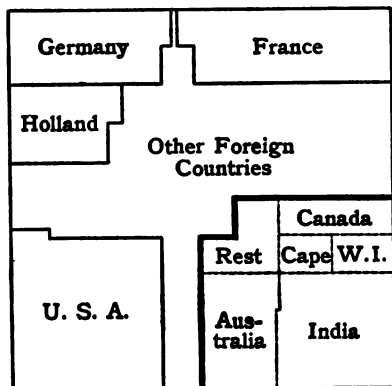 Germany
France
Holland
Other Foreign
Countries
Canada
Rest
Cape
W.I.
U. S. A.
Aus-
tralia
India